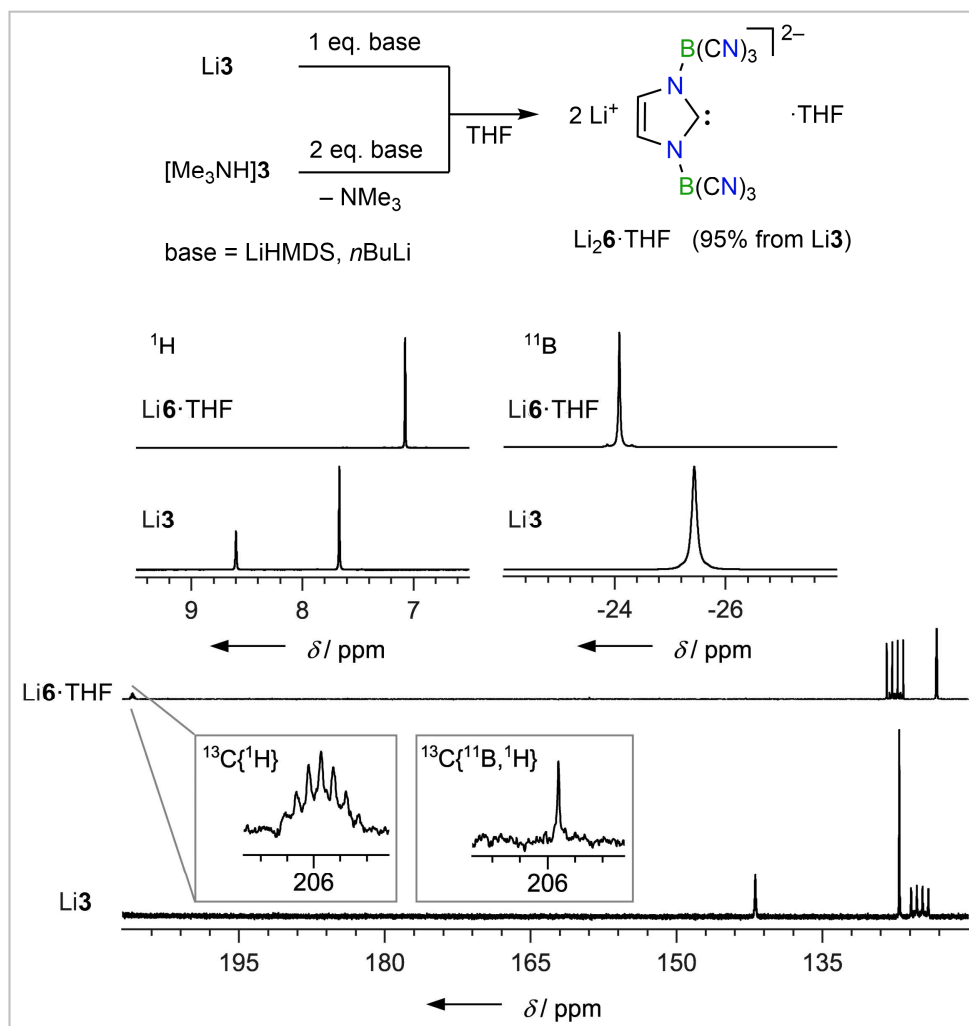 Li3 1 eq. base
[Me₃NH]3 2 eq. base
– NMe₃
THF
base = LiHMDS, nBuLi
2 Li⁺
B(CN)₃ �2–
N
:
N
B(CN)₃
·THF
Li₂6·THF (95% from Li3)
¹H
Li6·THF
Li3
9 8 7
δ / ppm
¹¹B
Li6·THF
Li3
-24 -26
δ / ppm
Li6·THF
¹³C{¹H}
206
¹³C{¹¹B,¹H}
206
Li3
195 180 165 150 135
δ / ppm